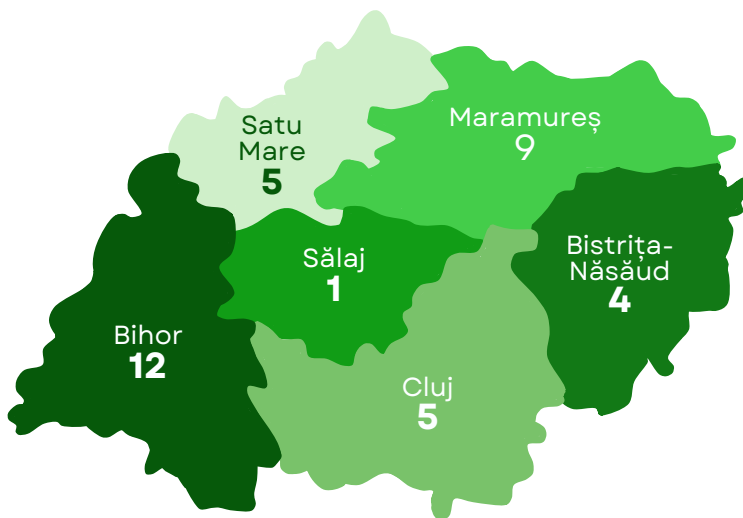 Satu
Mare
5
Maramureș
9
Sălaj
1
Bistrița-
Năsăud
4
Bihor
12
Cluj
5